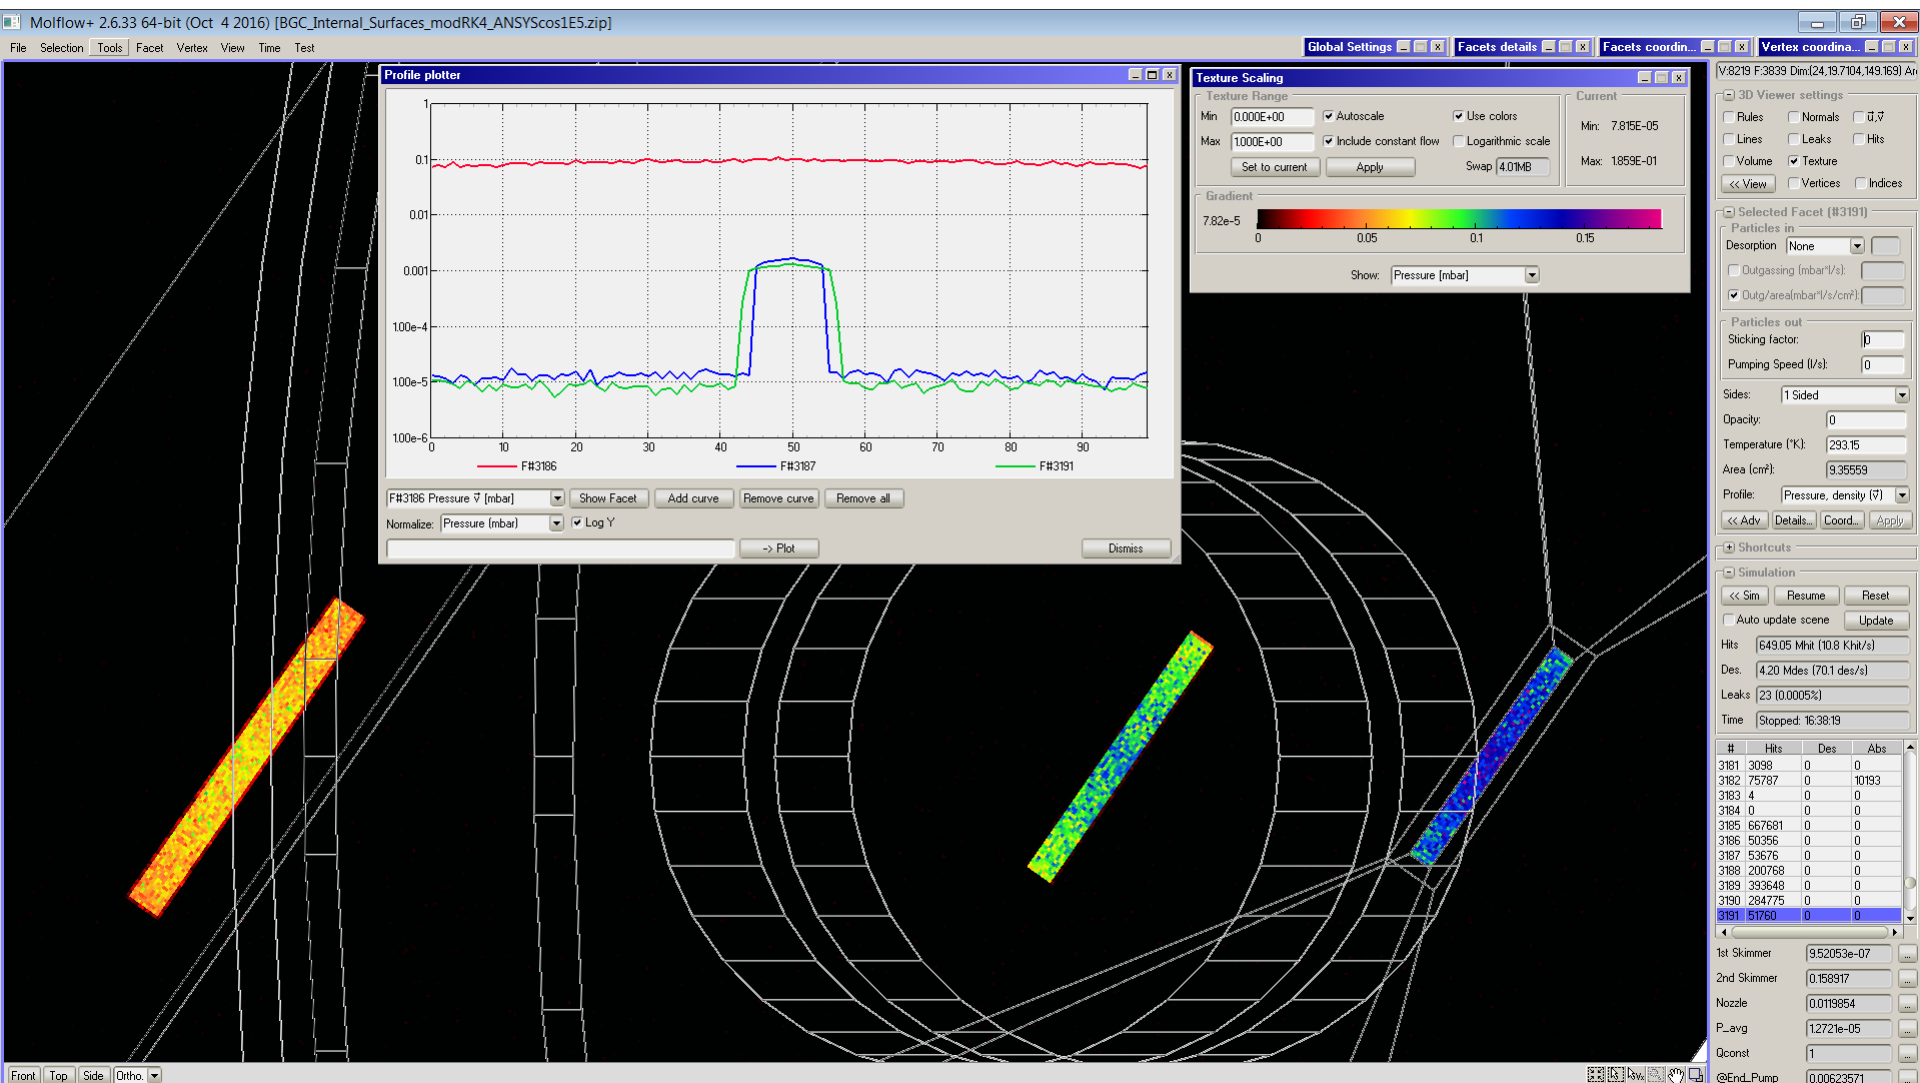 Molflow+ 2.6.33 64-bit (Oct  4 2016) [BGC_Internal_Surfaces_modRK4_ANSYScos1E5.zip]
File Selection Tools Facet Vertex View Time Test
Global Settings
Facets details
Facets coordin...
Vertex coordina...
Profile plotter
1
0.1
0.01
0.001
1.00e-4
1.00e-5
1.00e-6
0 10 20 30 40 50 60 70 80 90
F#3186 F#3187 F#3191
F#3186 Pressure v⃗ [mbar] Show Facet Add curve Remove curve Remove all
Normalize: Pressure (mbar) Log Y
-> Plot Dismiss
Texture Scaling
Texture Range
Min 0.000E+00 Autoscale Use colors
Max 1.000E+00 Include constant flow Logarithmic scale
Set to current Apply Swap 4.01MB
Current
Min: 7.815E-05
Max: 1.859E-01
Gradient
7.82e-5
0 0.05 0.1 0.15
Show: Pressure [mbar]
V:8219 F:3839 Dim:(24,19.7104,149.169) Ar
3D Viewer settings
Rules Normals u⃗,v⃗
Lines Leaks Hits
Volume Texture
<< View Vertices Indices
Selected Facet (#3191)
Particles in
Desorption None
Outgassing (mbar*l/s):
Outg/area(mbar*l/s/cm²):
Particles out
Sticking factor: 0
Pumping Speed (l/s): 0
Sides: 1 Sided
Opacity: 0
Temperature (°K): 293.15
Area (cm²): 9.35559
Profile: Pressure, density (v⃗)
<< Adv Details... Coord... Apply
Shortcuts
Simulation
<< Sim Resume Reset
Auto update scene Update
Hits 649.05 Mhit (10.8 Khit/s)
Des. 4.20 Mdes (70.1 des/s)
Leaks 23 (0.0005%)
Time Stopped: 16:38:19
# Hits Des Abs
3181 3098 0 0
3182 75787 0 10193
3183 4 0 0
3184 0 0 0
3185 667681 0 0
3186 50356 0 0
3187 53676 0 0
3188 200768 0 0
3189 393648 0 0
3190 284775 0 0
3191 51760 0 0
1st Skimmer 9.52053e-07 ...
2nd Skimmer 0.158917 ...
Nozzle 0.0119854 ...
P_avg 1.2721e-05 ...
Qconst 1 ...
@End_Pump 0.00623571 ...
Front Top Side Ortho.